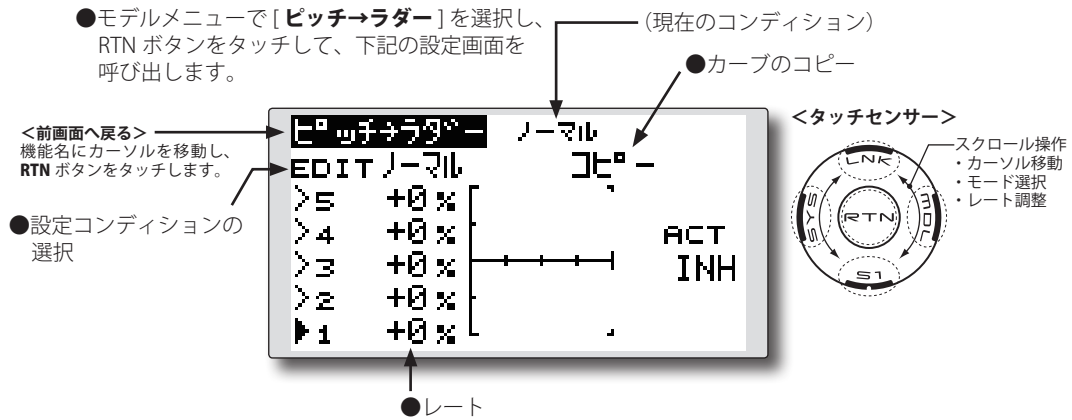 ●モデルメニューで [ ピッチ→ラダー ] を選択し、
RTN ボタンをタッチして、下記の設定画面を
呼び出します。
(現在のコンディション)
●カーブのコピー
<前画面へ戻る>
機能名にカーソルを移動し、
RTN ボタンをタッチします。
●設定コンディションの
選択
ピッチ→ラダー ノーマル
EDIT ノーマル コピー
>5 +0%
>4 +0%
>3 +0%
>2 +0%
▶1 +0%
ACT
INH
●レート
<タッチセンサー>
スクロール操作
・カーソル移動
・モード選択
・レート調整
LNK
SYS
RTN
MDL
S1